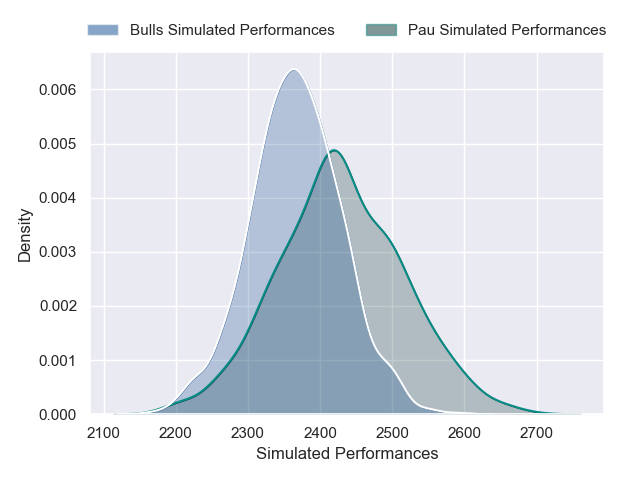 Bulls Simulated Performances Pau Simulated Performances
0.006
0.005
0.004
0.003
0.002
0.001
0.000
Density
2100 2200 2300 2400 2500 2600 2700
Simulated Performances